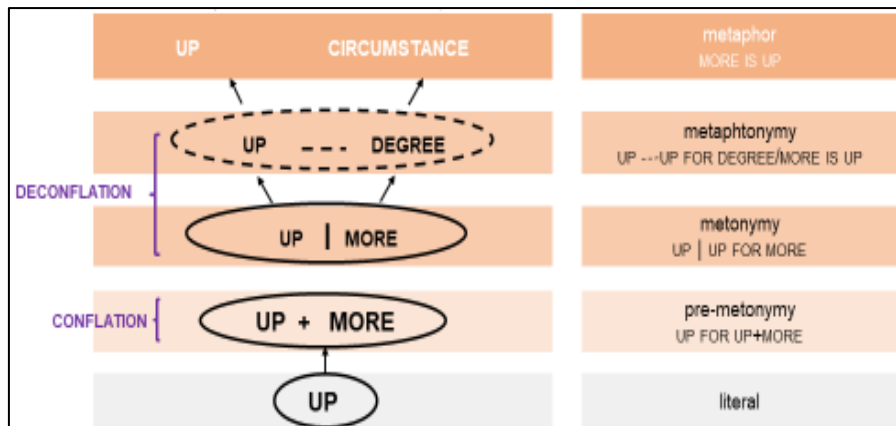 UP CIRCUMSTANCE metaphor
MORE IS UP
UP --- DEGREE metaphtonymy
UP ---UP FOR DEGREE/MORE IS UP
DECONFLATION
UP | MORE metonymy
UP | UP FOR MORE
CONFLATION UP + MORE pre-metonymy
UP FOR UP+MORE
UP literal